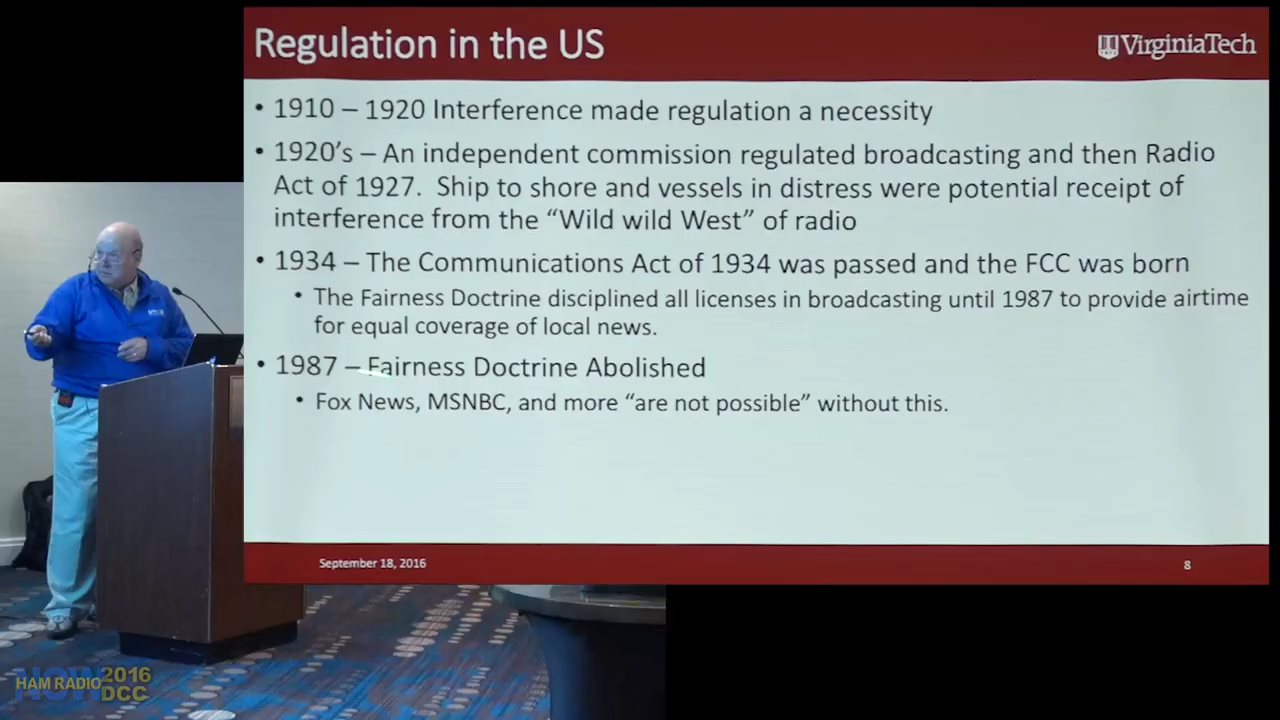 Regulation in the US
VirginiaTech
• 1910 – 1920 Interference made regulation a necessity
• 1920's – An independent commission regulated broadcasting and then Radio
Act of 1927. Ship to shore and vessels in distress were potential receipt of
interference from the “Wild wild West” of radio
• 1934 – The Communications Act of 1934 was passed and the FCC was born
• The Fairness Doctrine disciplined all licenses in broadcasting until 1987 to provide airtime
for equal coverage of local news.
• 1987 – Fairness Doctrine Abolished
• Fox News, MSNBC, and more “are not possible” without this.
September 18, 2016
8
HAM RADIO NOW 2016
DCC